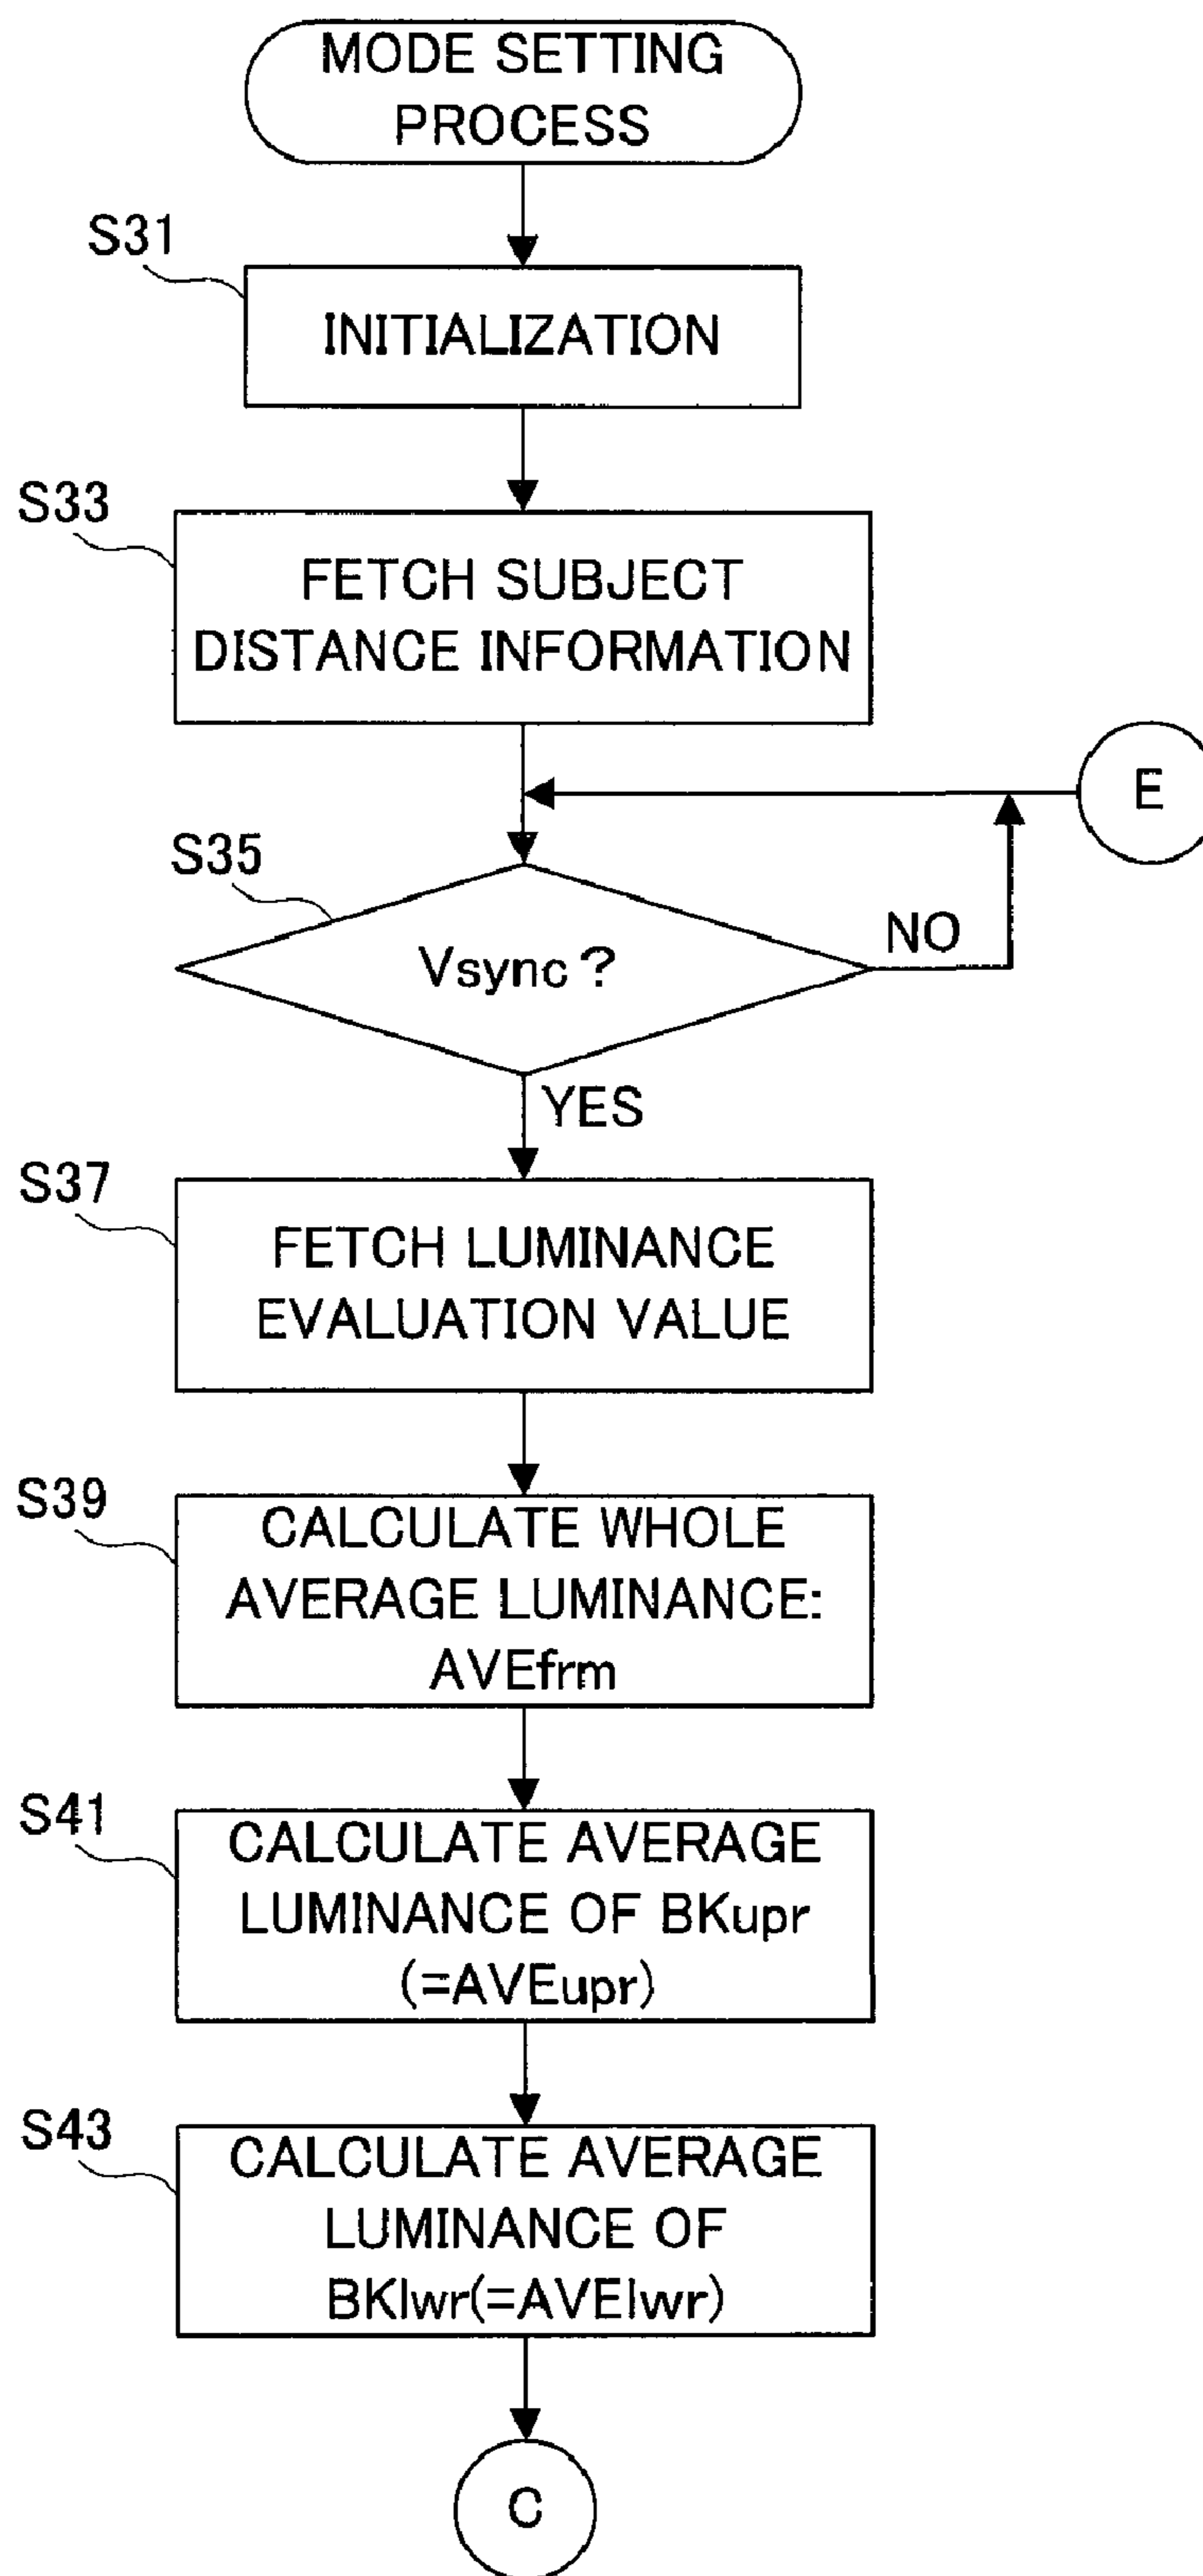 MODE SETTING
PROCESS
S31
INITIALIZATION
S33
FETCH SUBJECT
DISTANCE INFORMATION
E
S35
Vsync ?
NO
YES
S37
FETCH LUMINANCE
EVALUATION VALUE
S39
CALCULATE WHOLE
AVERAGE LUMINANCE:
AVEfrm
S41
CALCULATE AVERAGE
LUMINANCE OF BKupr
(=AVEupr)
S43
CALCULATE AVERAGE
LUMINANCE OF
BKlwr(=AVElwr)
C